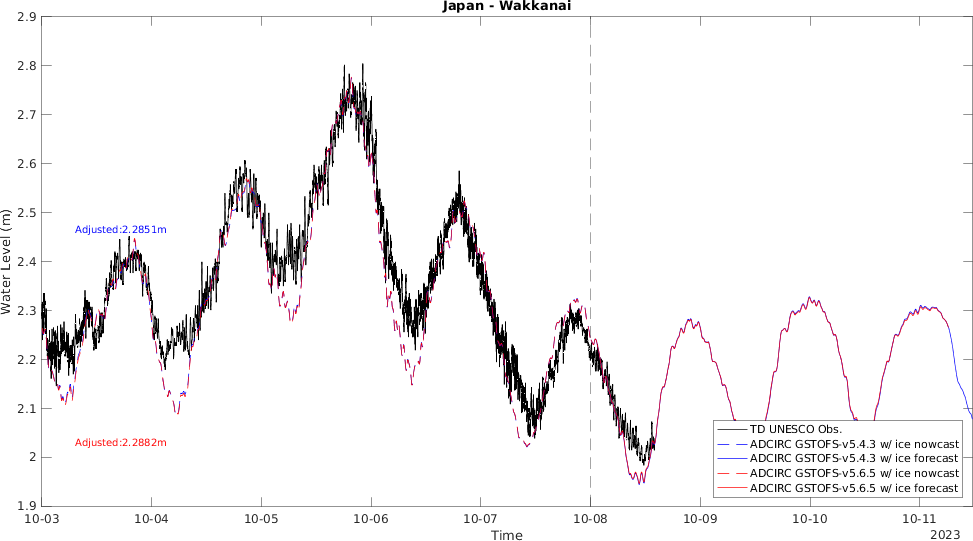 Japan - Wakkanai
2.9
2.8
2.7
2.6
2.5
2.4
2.3
2.2
2.1
2
1.9
Water Level (m)
Adjusted:2.2851m
Adjusted:2.2882m
TD UNESCO Obs.
ADCIRC GSTOFS-v5.4.3 w/ ice nowcast
ADCIRC GSTOFS-v5.4.3 w/ ice forecast
ADCIRC GSTOFS-v5.6.5 w/ ice nowcast
ADCIRC GSTOFS-v5.6.5 w/ ice forecast
10-03 10-04 10-05 10-06 10-07 10-08 10-09 10-10 10-11
Time
2023